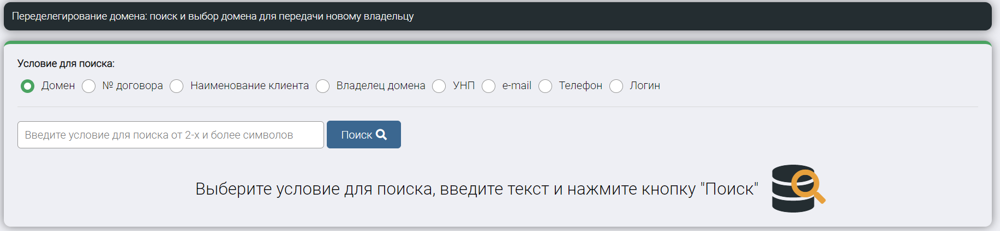 Переделегирование домена: поиск и выбор домена для передачи новому владельцу
Условие для поиска:
Домен № договора Наименование клиента Владелец домена УНП e-mail Телефон Логин
Введите условие для поиска от 2-х и более символов Поиск
Выберите условие для поиска, введите текст и нажмите кнопку "Поиск"